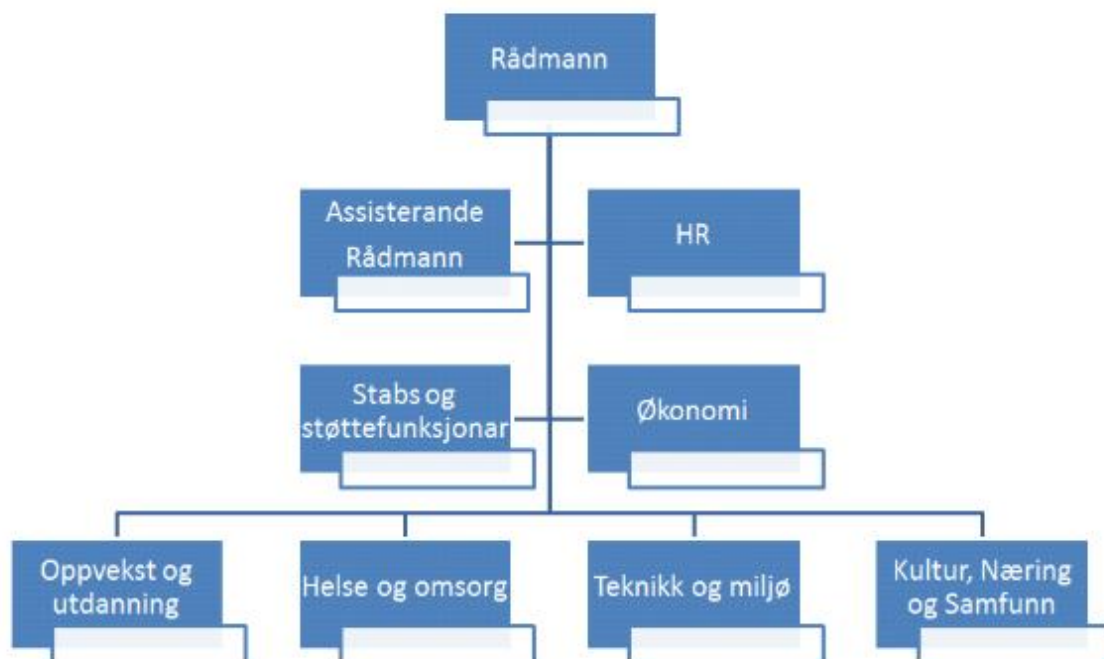 Rådmann
Assisterande
Rådmann
HR
Stabs og
støttefunksjonar
Økonomi
Oppvekst og
utdanning
Helse og omsorg
Teknikk og miljø
Kultur, Næring
og Samfunn